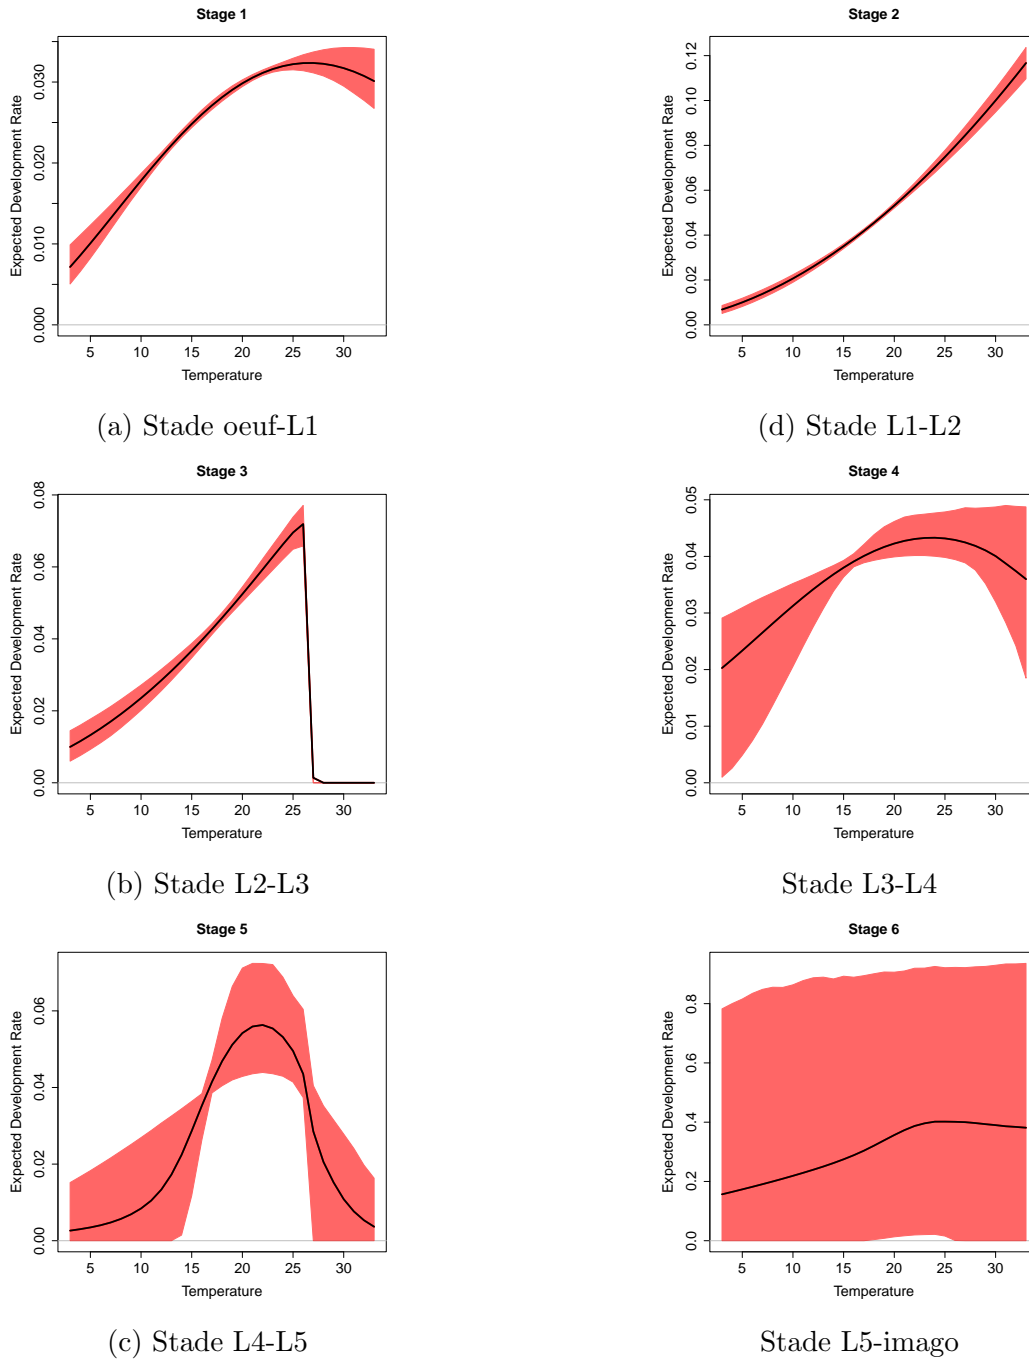 Stage 1
Expected Development Rate
0.000 0.010 0.020 0.030
5 10 15 20 25 30
Temperature
(a) Stade oeuf-L1
Stage 2
Expected Development Rate
0.00 0.02 0.04 0.06 0.08 0.10 0.12
5 10 15 20 25 30
Temperature
(d) Stade L1-L2
Stage 3
Expected Development Rate
0.00 0.02 0.04 0.06 0.08
5 10 15 20 25 30
Temperature
(b) Stade L2-L3
Stage 4
Expected Development Rate
0.00 0.01 0.02 0.03 0.04 0.05
5 10 15 20 25 30
Temperature
Stade L3-L4
Stage 5
Expected Development Rate
0.00 0.02 0.04 0.06
5 10 15 20 25 30
Temperature
(c) Stade L4-L5
Stage 6
Expected Development Rate
0.0 0.2 0.4 0.6 0.8
5 10 15 20 25 30
Temperature
Stade L5-imago